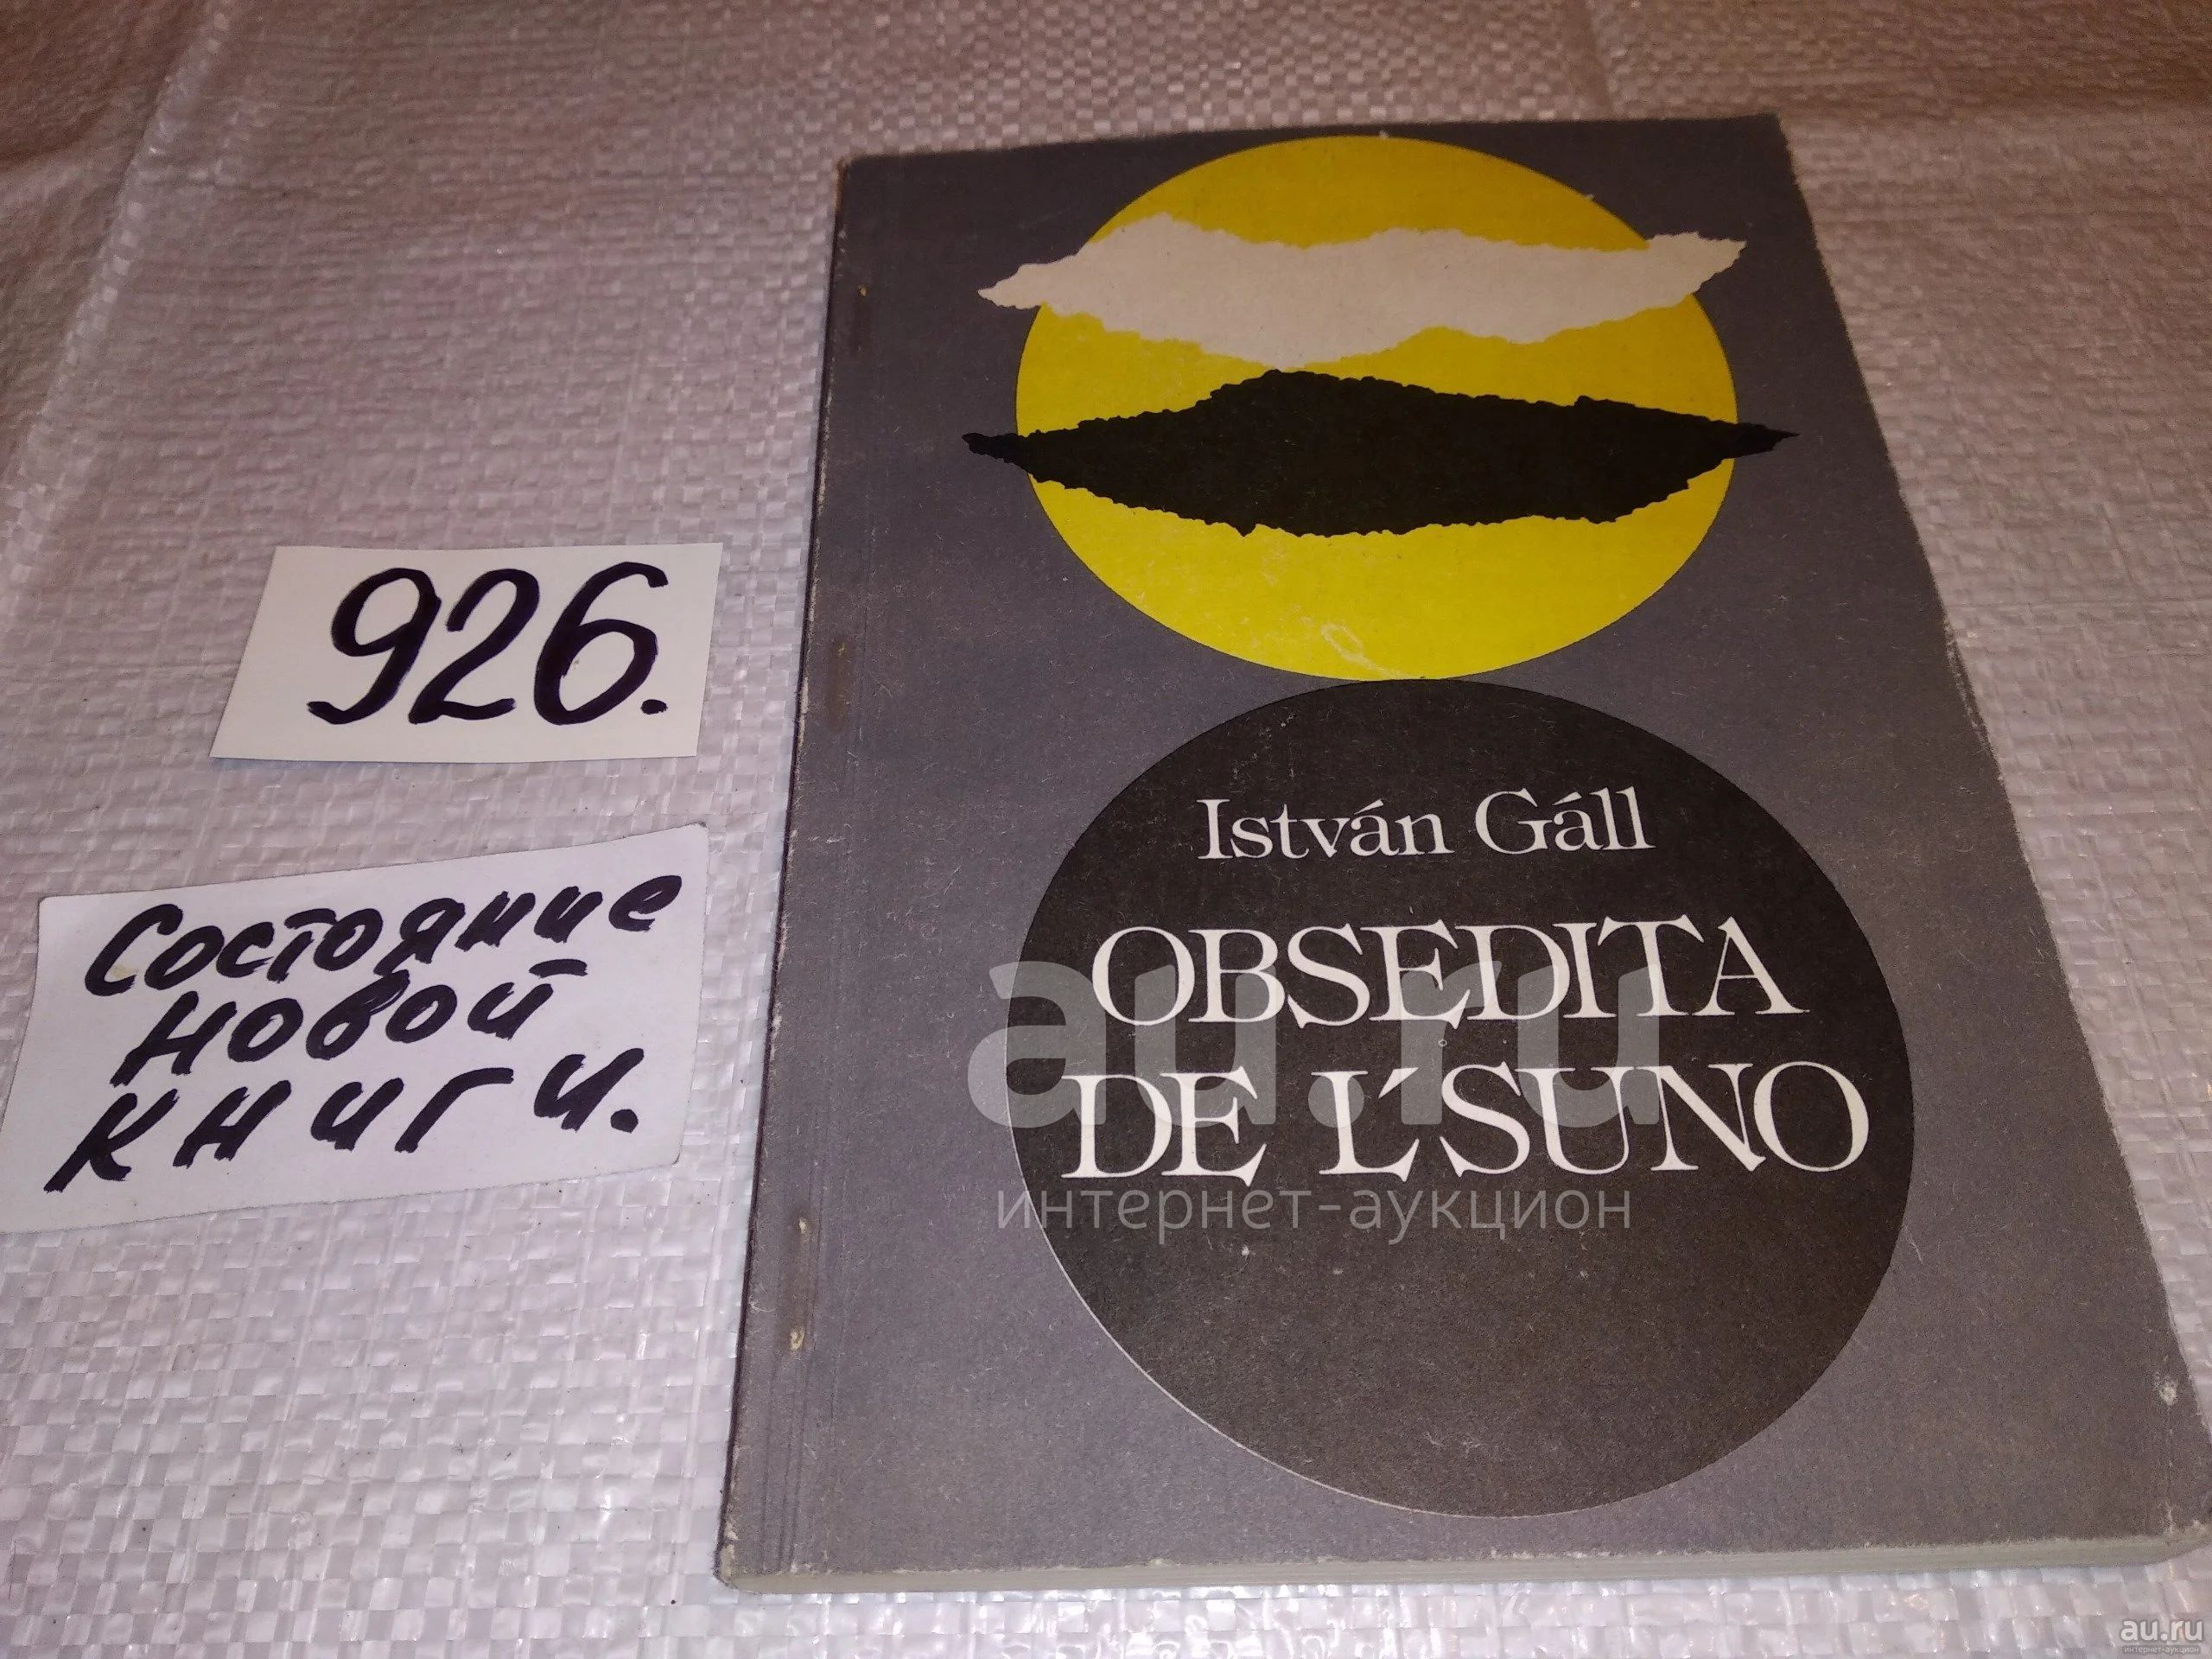 926.
Состояние
новой
книги.
István Gáll
OBSEDITA
DE L'SUNO
au.ru
интернет-аукцион
au.ru
интернет-аукцион